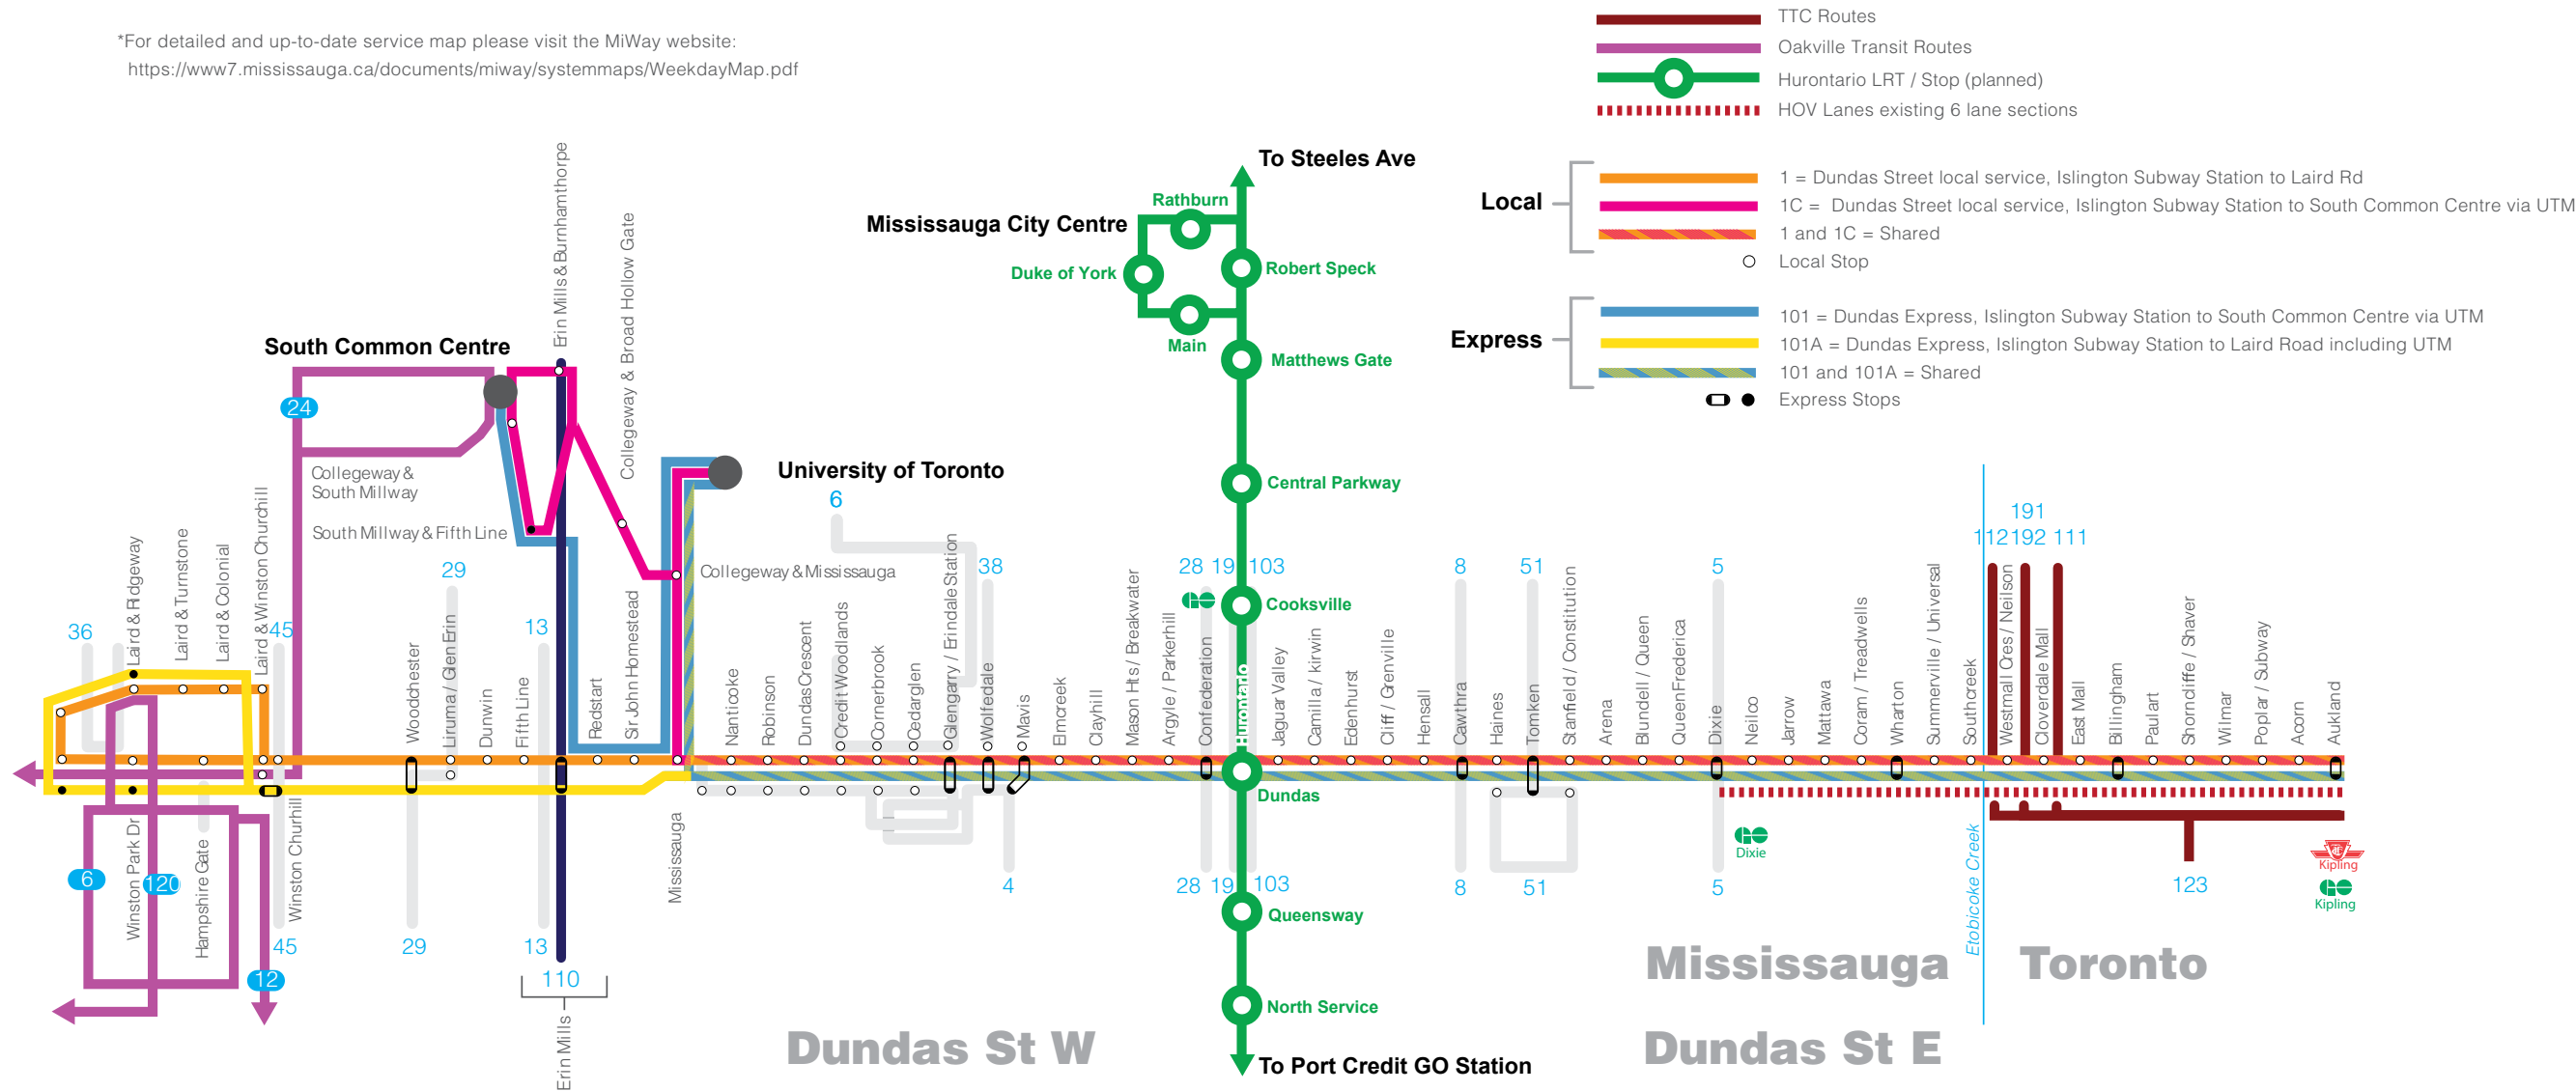 *For detailed and up-to-date service map please visit the MiWay website:
https://www7.mississauga.ca/documents/miway/systemmaps/WeekdayMap.pdf
TTC Routes
Oakville Transit Routes
Hurontario LRT / Stop (planned)
HOV Lanes existing 6 lane sections
Local
1 = Dundas Street local service, Islington Subway Station to Laird Rd
1C = Dundas Street local service, Islington Subway Station to South Common Centre via UTM
1 and 1C = Shared
Local Stop
Express
101 = Dundas Express, Islington Subway Station to South Common Centre via UTM
101A = Dundas Express, Islington Subway Station to Laird Road including UTM
101 and 101A = Shared
Express Stops
To Steeles Ave
Rathburn
Mississauga City Centre
Duke of York
Robert Speck
Main
Matthews Gate
Central Parkway
Cooksville
Hurontario
Dundas
Queensway
North Service
To Port Credit GO Station
South Common Centre
University of Toronto
Erin Mills & Burnhamthorpe
Collegeway & Broad Hollow Gate
24
Collegeway &
South Millway
South Millway & Fifth Line
Collegeway & Mississauga
6
36
45
29
13
38
28
19
103
8
51
5
112
191
192
111
Laird & Ridgeway
Laird & Turnstone
Laird & Colonial
Laird & Winston Churchill
Woodchester
Liruma / Glen Erin
Dunwin
Fifth Line
Redstart
Sir John Homestead
Nanticoke
Robinson
Dundas Crescent
Credit Woodlands
Cornerbrook
Cedarglen
Glengarry / Erindale Station
Wolfedale
Mavis
Elmcreek
Clayhill
Mason Hts / Breakwater
Argyle / Parkerhill
Confederation
Jaguar Valley
Camilla / kirwin
Edenhurst
Cliff / Grenville
Hensall
Cawthra
Haines
Tomken
Stanfield / Constitution
Arena
Bundell / Queen
Queen Frederica
Dixie
Neilco
Jarrow
Mattawa
Coram / Treadwells
Wharton
Summerville / Universal
Southcreek
Westmall Cres / Neilson
Cloverdale Mall
East Mall
Billingham
Paulart
Shorncliffe / Shaver
Wilmar
Poplar / Subway
Acorn
Aukland
Winston Park Dr
Hampshire Gate
Winston Churhill
Mississauga
Erin Mills
6
120
12
45
29
13
110
4
28
19
103
8
51
5
123
GO
GO
Dixie
Etobicoke Creek
Kipling
GO
Kipling
Mississauga
Toronto
Dundas St W
Dundas St E